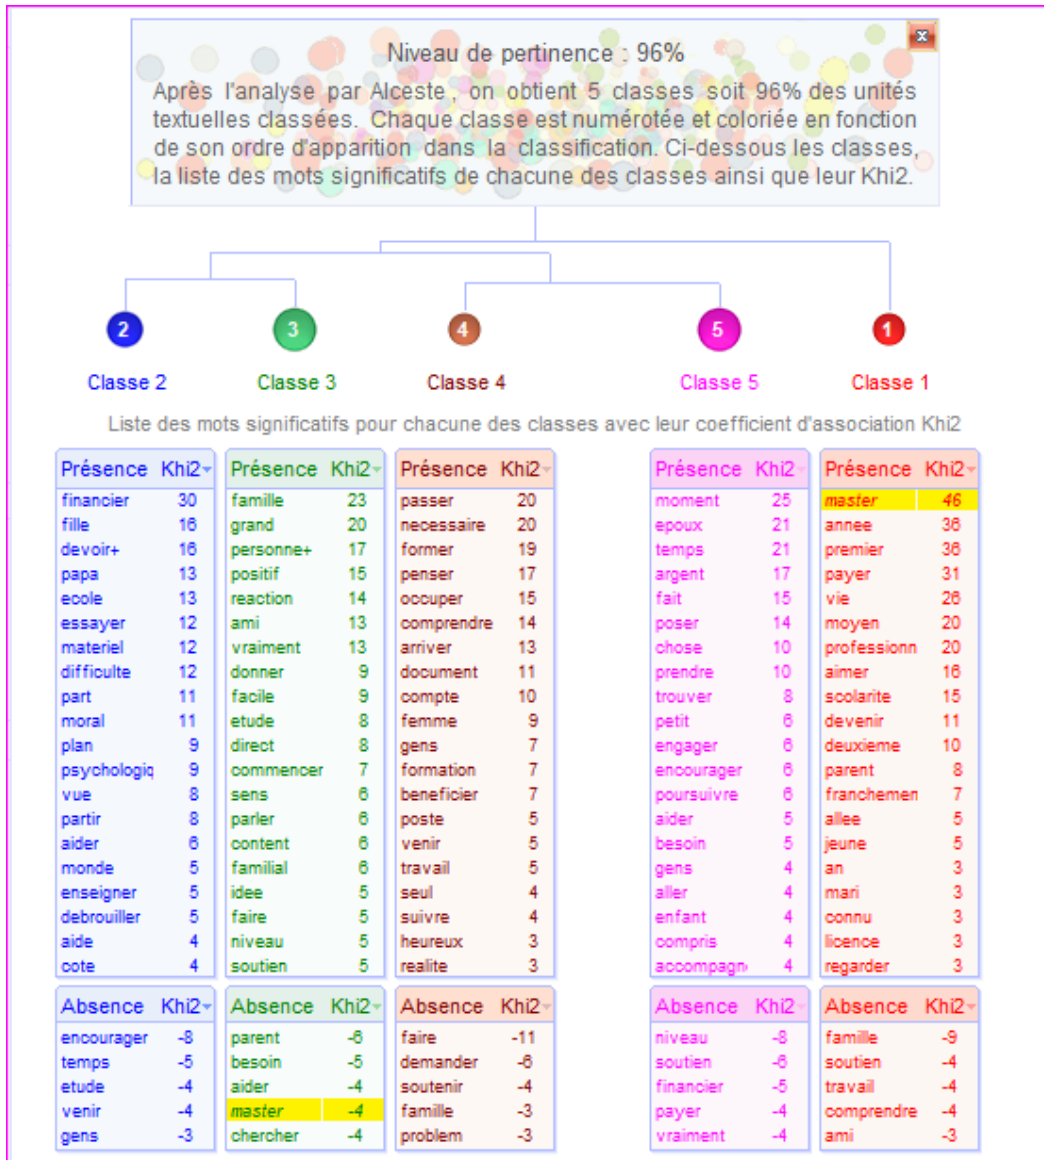 Niveau de pertinence : 96%
x
Après l'analyse par Alceste , on obtient 5 classes soit 96% des unités
textuelles classées. Chaque classe est numérotée et coloriée en fonction
de son ordre d'apparition dans la classification. Ci-dessous les classes,
la liste des mots significatifs de chacune des classes ainsi que leur Khi2.
2 3 4 5 1
Classe 2 Classe 3 Classe 4 Classe 5 Classe 1
Liste des mots significatifs pour chacune des classes avec leur coefficient d'association Khi2
Présence Khi2 Présence Khi2 Présence Khi2 Présence Khi2 Présence Khi2
financier 30 famille 23 passer 20 moment 25 master 46
fille 16 grand 20 necessaire 20 epoux 21 annee 36
devoir+ 16 personne+ 17 former 19 temps 21 premier 36
papa 13 positif 15 penser 17 argent 17 payer 31
ecole 13 reaction 14 occuper 15 fait 15 vie 26
essayer 12 ami 13 comprendre 14 poser 14 moyen 20
materiel 12 vraiment 13 arriver 13 chose 10 professionn 20
difficulte 12 donner 9 document 11 prendre 10 aimer 16
part 11 facile 9 compte 10 trouver 8 scolarite 15
moral 11 etude 8 femme 9 petit 6 devenir 11
plan 9 direct 8 gens 7 engager 6 deuxieme 10
psychologiq 9 commencer 7 formation 7 encourager 6 parent 8
vue 8 sens 6 beneficier 7 poursuivre 6 franchemen 7
partir 8 parler 6 poste 5 aider 5 allee 5
aider 6 content 6 venir 5 besoin 5 jeune 5
monde 5 familial 6 travail 5 gens 4 an 3
enseigner 5 idee 5 seul 4 aller 4 mari 3
debrouiller 5 faire 5 suivre 4 enfant 4 connu 3
aide 4 niveau 5 heureux 3 compris 4 licence 3
cote 4 soutien 5 realite 3 accompagn 4 regarder 3
Absence Khi2 Absence Khi2 Absence Khi2 Absence Khi2 Absence Khi2
encourager -8 parent -6 faire -11 niveau -8 famille -9
temps -5 besoin -5 demander -6 soutien -6 soutien -4
etude -4 aider -4 soutenir -4 financier -5 travail -4
venir -4 master -4 famille -3 payer -4 comprendre -4
gens -3 chercher -4 problem -3 vraiment -4 ami -3